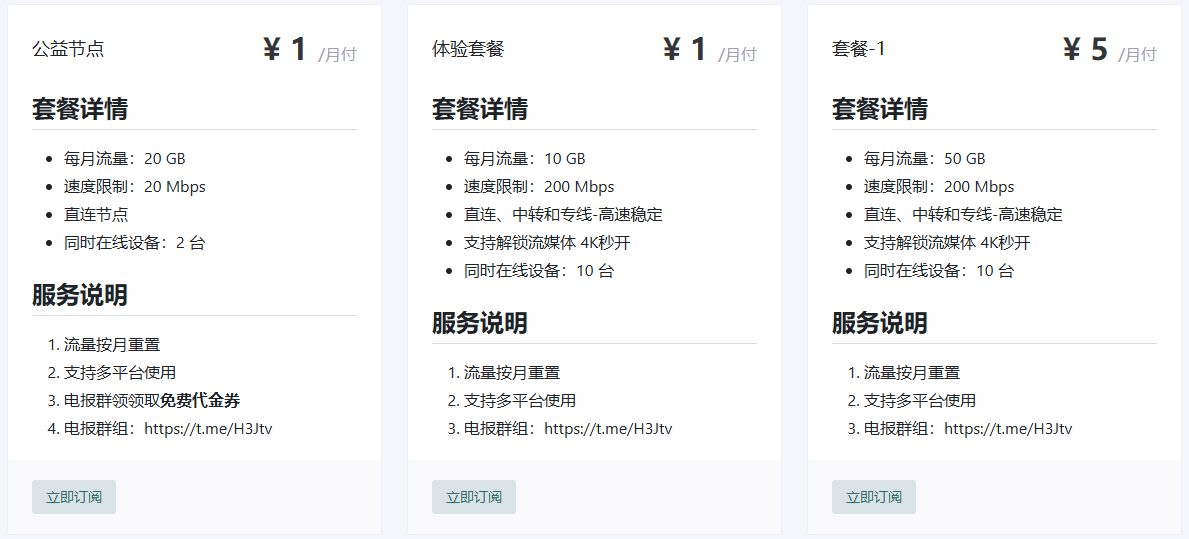 公益节点
¥ 1 /月付
套餐详情
• 每月流量：20 GB
• 速度限制：20 Mbps
• 直连节点
• 同时在线设备：2 台
服务说明
1. 流量按月重置
2. 支持多平台使用
3. 电报群领领取免费代金券
4. 电报群组：https://t.me/H3Jtv
立即订阅
体验套餐
¥ 1 /月付
套餐详情
• 每月流量：10 GB
• 速度限制：200 Mbps
• 直连、中转和专线-高速稳定
• 支持解锁流媒体 4K秒开
• 同时在线设备：10 台
服务说明
1. 流量按月重置
2. 支持多平台使用
3. 电报群组：https://t.me/H3Jtv
立即订阅
套餐-1
¥ 5 /月付
套餐详情
• 每月流量：50 GB
• 速度限制：200 Mbps
• 直连、中转和专线-高速稳定
• 支持解锁流媒体 4K秒开
• 同时在线设备：10 台
服务说明
1. 流量按月重置
2. 支持多平台使用
3. 电报群组：https://t.me/H3Jtv
立即订阅